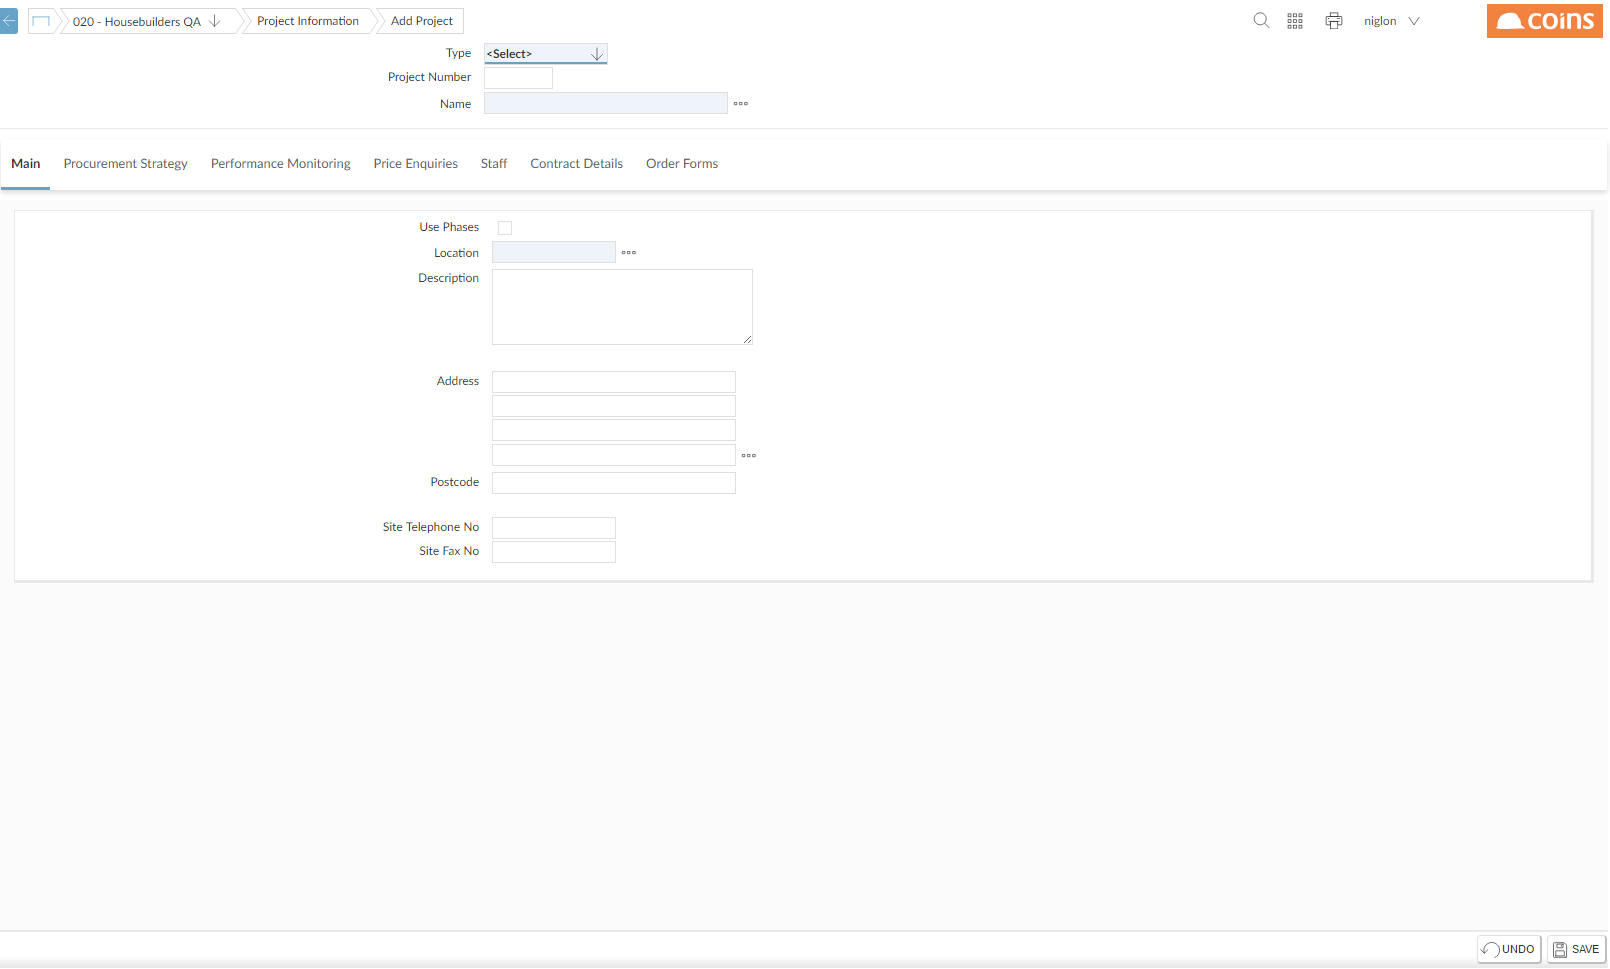 020 - Housebuilders QA
Project Information
Add Project
niglon
coins
Type
<Select>
Project Number
Name
Main
Procurement Strategy
Performance Monitoring
Price Enquiries
Staff
Contract Details
Order Forms
Use Phases
Location
Description
Address
Postcode
Site Telephone No
Site Fax No
UNDO
SAVE